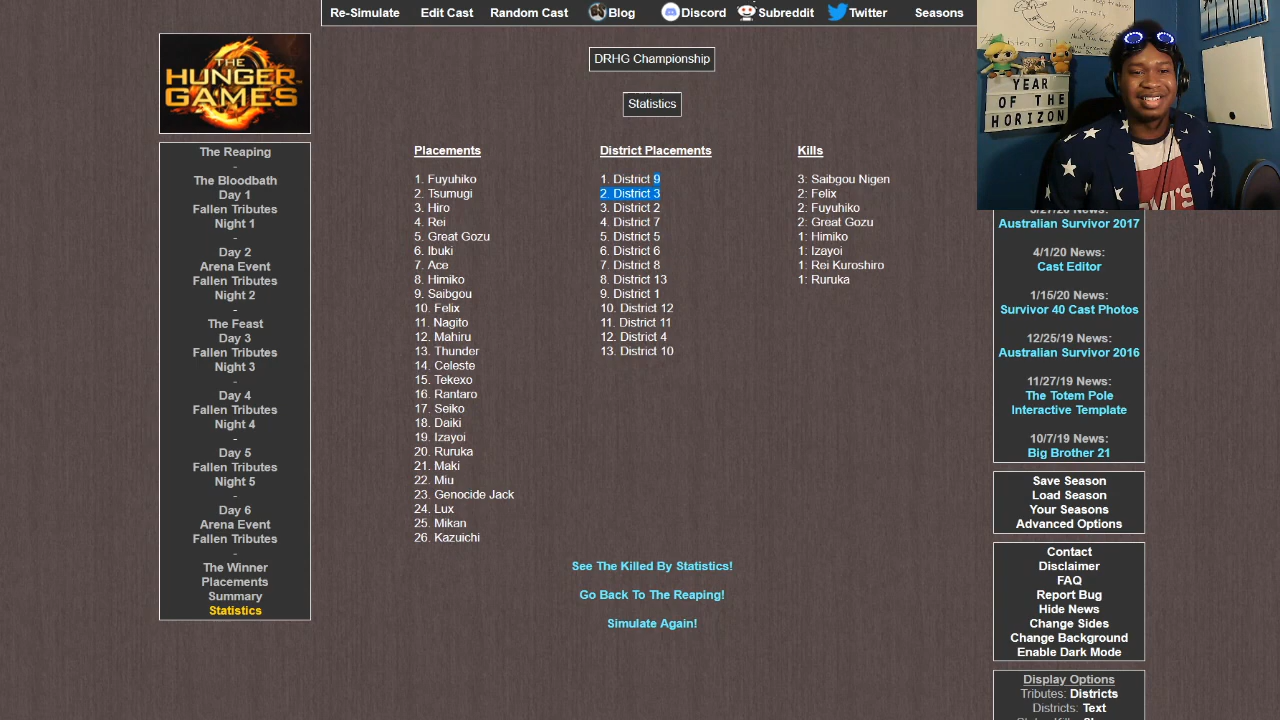 Re-Simulate Edit Cast Random Cast Blog Discord Subreddit Twitter Seasons
THE
HUNGER
GAMES
The Reaping
-
The Bloodbath
Day 1
Fallen Tributes
Night 1
-
Day 2
Arena Event
Fallen Tributes
Night 2
-
The Feast
Day 3
Fallen Tributes
Night 3
-
Day 4
Fallen Tributes
Night 4
-
Day 5
Fallen Tributes
Night 5
-
Day 6
Arena Event
Fallen Tributes
-
The Winner
Placements
Summary
Statistics
DRHG Championship
Statistics
Placements
1. Fuyuhiko
2. Tsumugi
3. Hiro
4. Rei
5. Great Gozu
6. Ibuki
7. Ace
8. Himiko
9. Saibgou
10. Felix
11. Nagito
12. Mahiru
13. Thunder
14. Celeste
15. Tekexo
16. Rantaro
17. Seiko
18. Daiki
19. Izayoi
20. Ruruka
21. Maki
22. Miu
23. Genocide Jack
24. Lux
25. Mikan
26. Kazuichi
District Placements
1. District 9
2. District 3
3. District 2
4. District 7
5. District 5
6. District 6
7. District 8
8. District 13
9. District 1
10. District 12
11. District 11
12. District 4
13. District 10
Kills
3: Saibgou Nigen
2: Felix
2: Fuyuhiko
2: Great Gozu
1: Himiko
1: Izayoi
1: Rei Kuroshiro
1: Ruruka
See The Killed By Statistics!
Go Back To The Reaping!
Simulate Again!
YEAR
OF THE
HORIZON
Australian Survivor 2017
4/1/20 News:
Cast Editor
1/15/20 News:
Survivor 40 Cast Photos
12/25/19 News:
Australian Survivor 2016
11/27/19 News:
The Totem Pole
Interactive Template
10/7/19 News:
Big Brother 21
Save Season
Load Season
Your Seasons
Advanced Options
Contact
Disclaimer
FAQ
Report Bug
Hide News
Change Sides
Change Background
Enable Dark Mode
Display Options
Tributes: Districts
Districts: Text